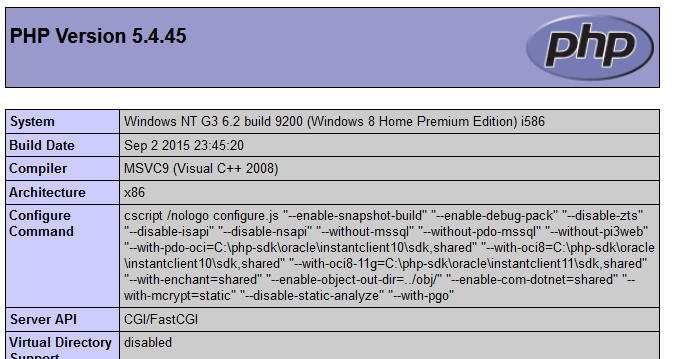 PHP Version 5.4.45
php
System Windows NT G3 6.2 build 9200 (Windows 8 Home Premium Edition) i586
Build Date Sep 2 2015 23:45:20
Compiler MSVC9 (Visual C++ 2008)
Architecture x86
Configure Command
cscript /nologo configure.js "--enable-snapshot-build" "--enable-debug-pack" "--disable-zts"
"--disable-isapi" "--disable-nsapi" "--without-mssql" "--without-pdo-mssql" "--without-pi3web"
"--with-pdo-oci=C:\php-sdk\oracle\instantclient10\sdk,shared" "--with-oci8=C:\php-sdk\oracle
\instantclient10\sdk,shared" "--with-oci8-11g=C:\php-sdk\oracle\instantclient11\sdk,shared"
"--with-enchant=shared" "--enable-object-out-dir=../obj/" "--enable-com-dotnet=shared" "--
with-mcrypt=static" "--disable-static-analyze" "--with-pgo"
Server API CGI/FastCGI
Virtual Directory Support disabled